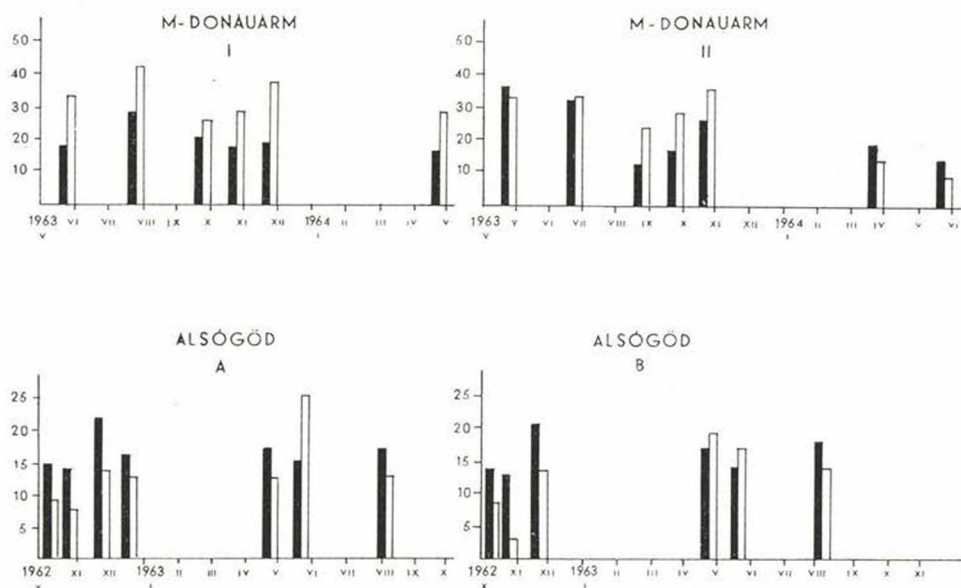 M-DONAUARM
I
50
40
30
20
10
1963
V VI VII VIII IX X XI XII 1964 I II III IV V
M-DONAUARM
II
50
40
30
20
10
1963
V V VI VII VIII IX X XI XII 1964 I II III IV V VI
ALSÓGÖD
A
25
20
15
10
5
1962
X XI XII 1963 I II III IV V VI VII VIII IX X
ALSÓGÖD
B
25
20
15
10
5
1962
X XI XII 1963 I II III IV V VI VII VIII IX X XI